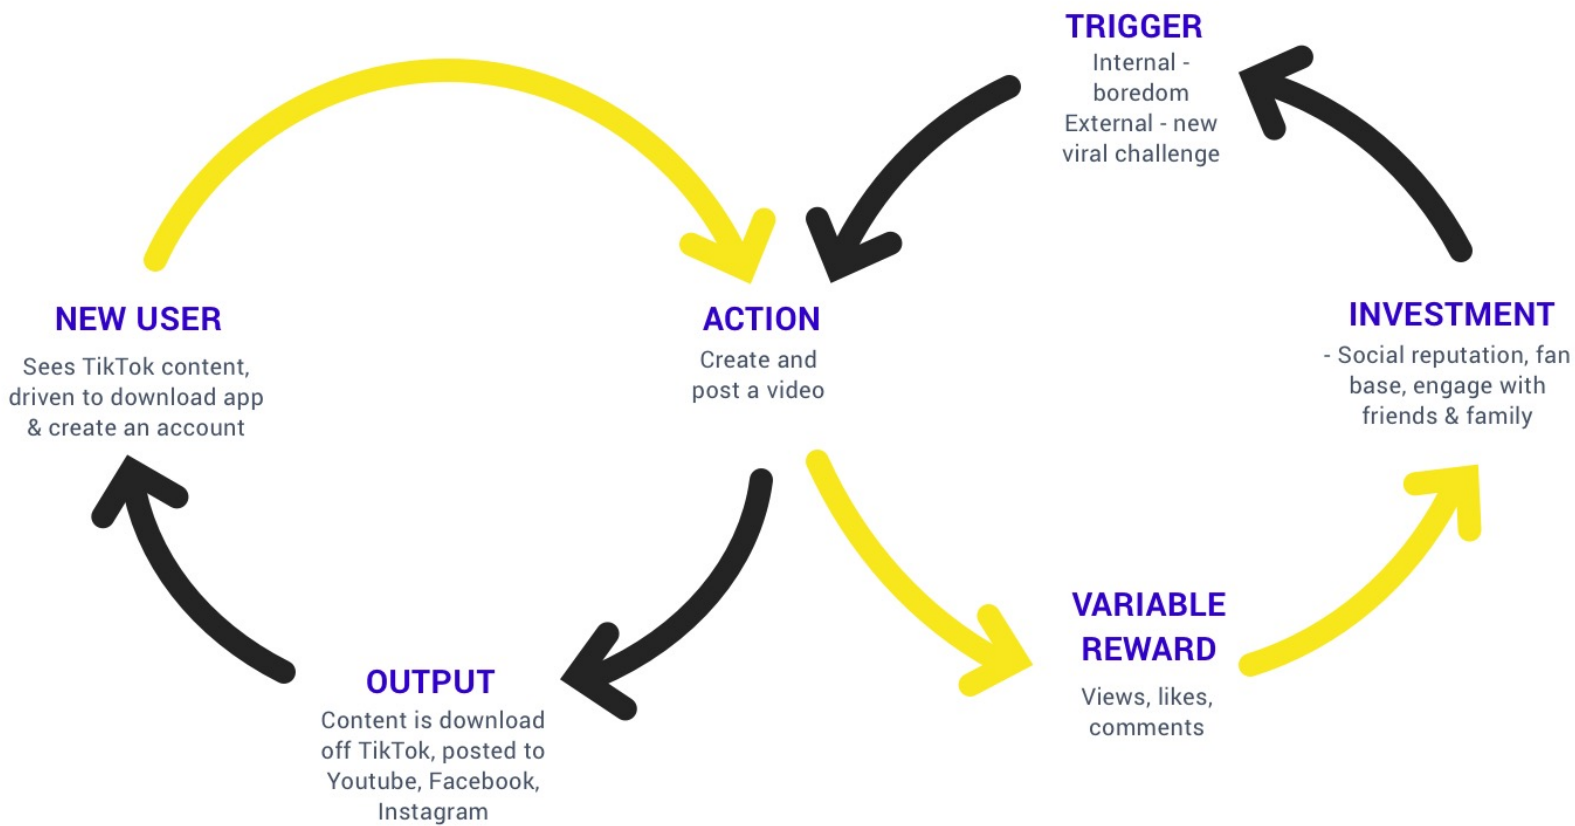 TRIGGER
Internal -
boredom
External - new
viral challenge
NEW USER
Sees TikTok content,
driven to download app
& create an account
ACTION
Create and
post a video
INVESTMENT
- Social reputation, fan
base, engage with
friends & family
OUTPUT
Content is download
off TikTok, posted to
Youtube, Facebook,
Instagram
VARIABLE
REWARD
Views, likes,
comments